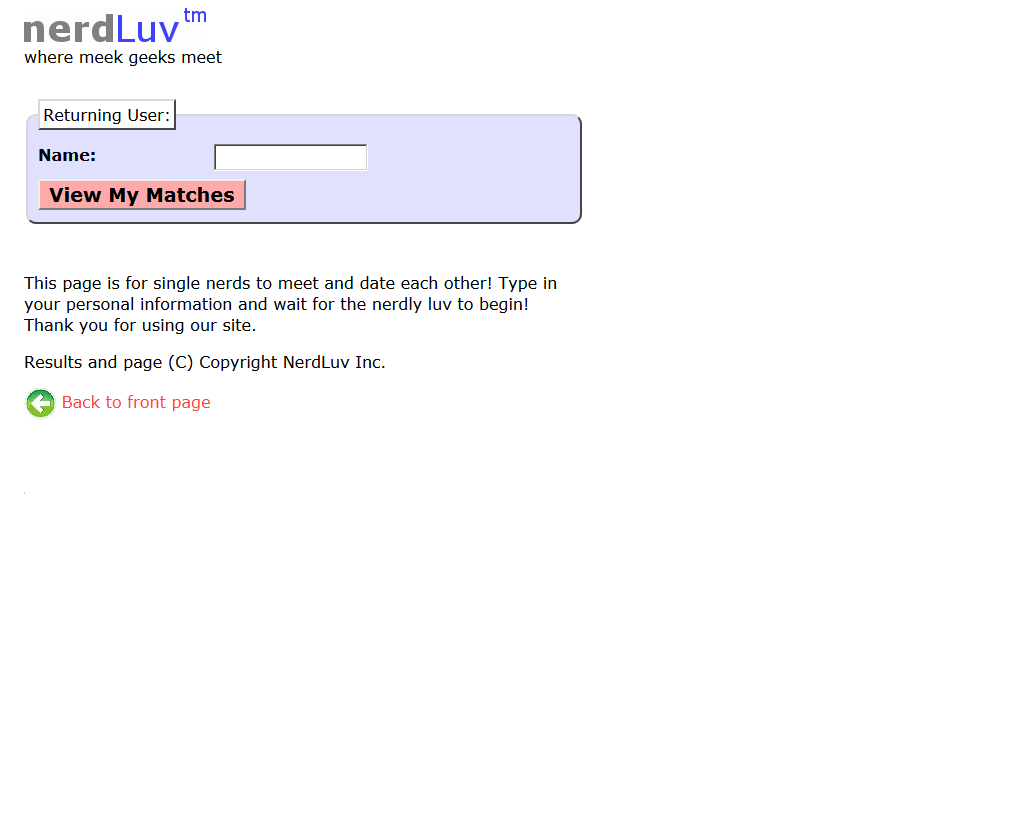 nerdLuv tm
where meek geeks meet
Returning User:
Name:
View My Matches
This page is for single nerds to meet and date each other! Type in
your personal information and wait for the nerdly luv to begin!
Thank you for using our site.
Results and page (C) Copyright NerdLuv Inc.
Back to front page